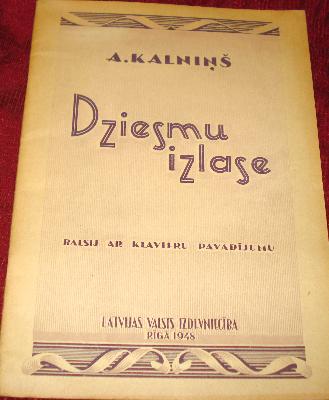 A. KALNIŅŠ
Dziesmu
izlase
BALSIJ AR KLAVIERU PAVADĪJUMU
LATVIJAS VALSTS IZDEVNIECĪBA
RĪGĀ 1948